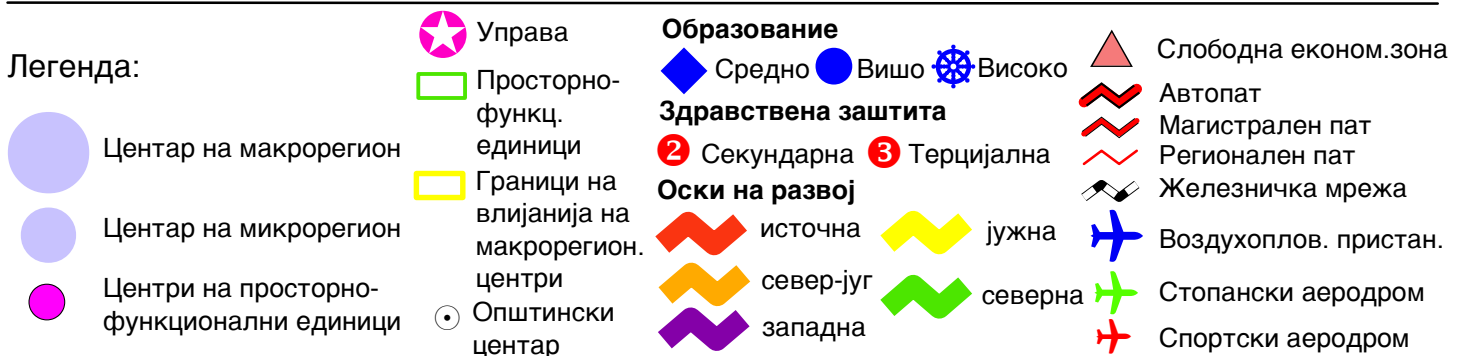 Легенда:
Центар на макрорегион
Центар на микрорегион
Центри на просторно-
функционални единици
Управа
Просторно-
функц.
единици
Граници на
влијанија на
макрорегион.
центри
Општински
центар
Образование
Средно Вишо Високо
Здравствена заштита
2 Секундарна 3 Терцијална
Оски на развој
источна јужна
север-југ северна
западна
Слободна економ.зона
Автопат
Магистрален пат
Регионален пат
Железничка мрежа
Воздухоплов. пристан.
Стопански аеродром
Спортски аеродром